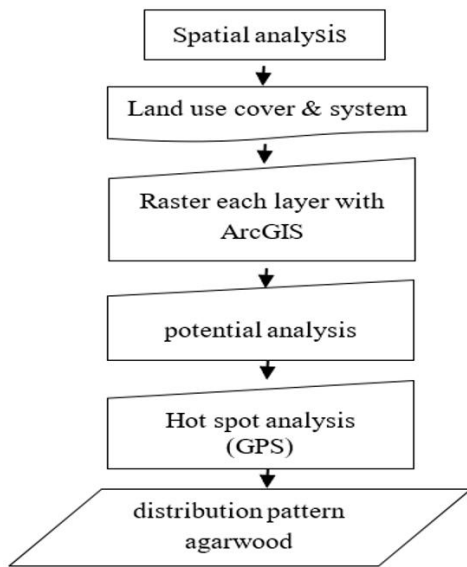 Spatial analysis
Land use cover & system
Raster each layer with
ArcGIS
potential analysis
Hot spot analysis
(GPS)
distribution pattern
agarwood